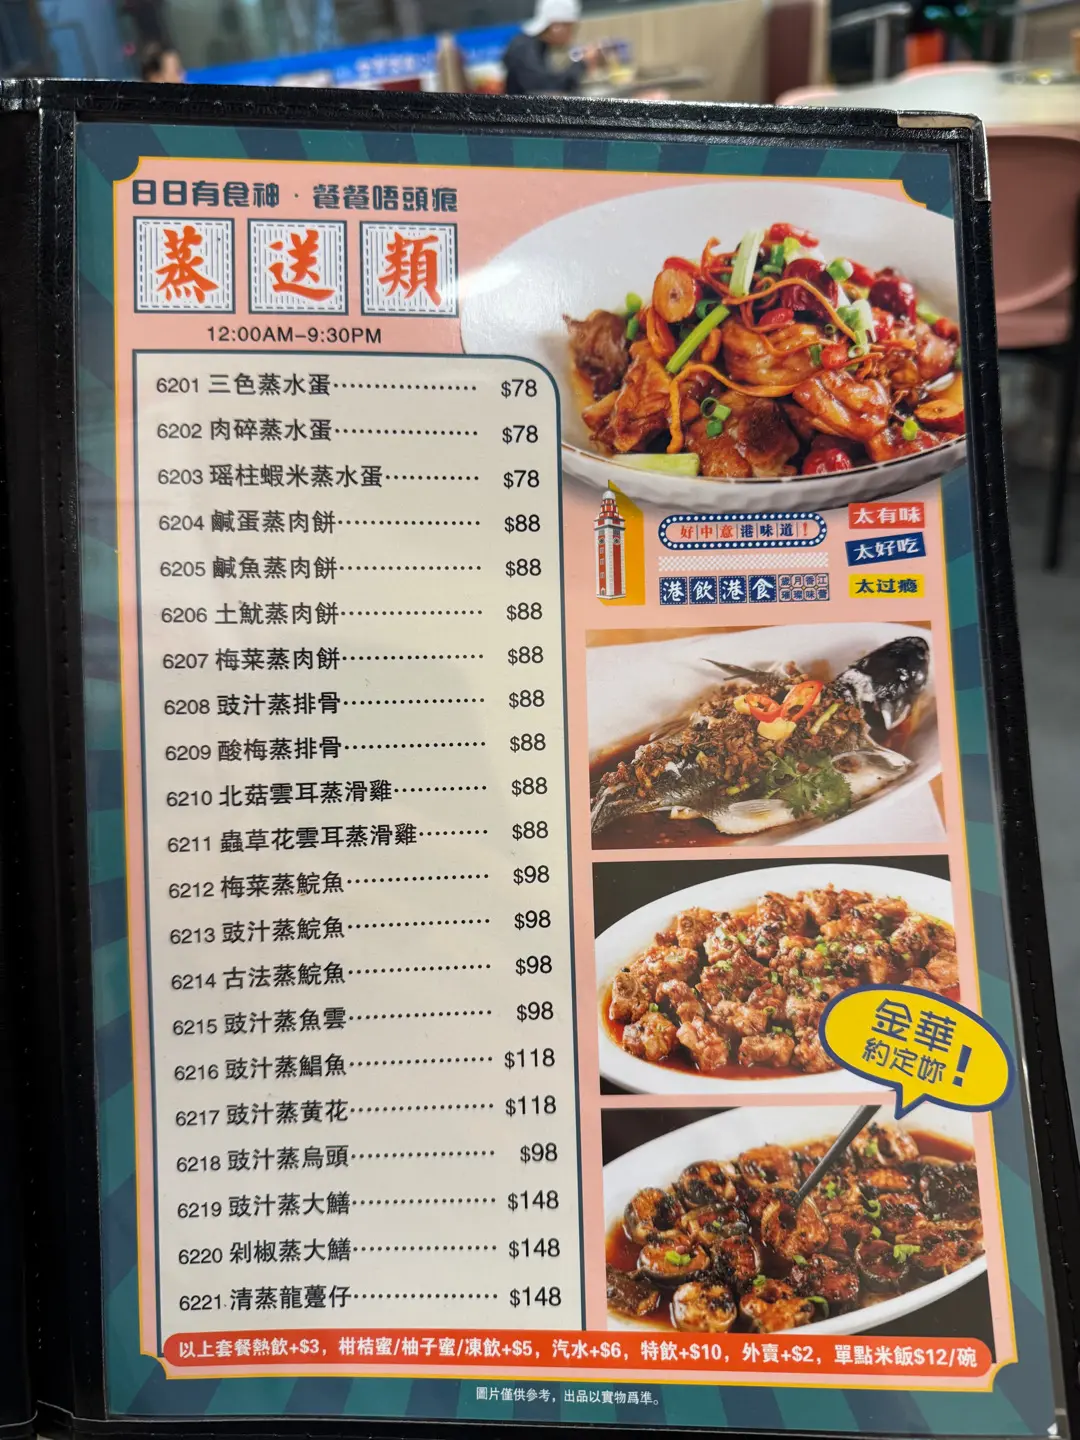 日日有食神·餐餐唔頭痕
蒸送類
12:00AM-9:30PM
6201 三色蒸水蛋 $78
6202 肉碎蒸水蛋 $78
6203 瑶柱蝦米蒸水蛋 $78
6204 鹹蛋蒸肉餅 $88
6205 鹹魚蒸肉餅 $88
6206 土魷蒸肉餅 $88
6207 梅菜蒸肉餅 $88
6208 豉汁蒸排骨 $88
6209 酸梅蒸排骨 $88
6210 北菇雲耳蒸滑雞 $88
6211 蟲草花雲耳蒸滑雞 $88
6212 梅菜蒸鯇魚 $98
6213 豉汁蒸鯇魚 $98
6214 古法蒸鯇魚 $98
6215 豉汁蒸魚雲 $98
6216 豉汁蒸鯧魚 $118
6217 豉汁蒸黄花 $118
6218 豉汁蒸烏頭 $98
6219 豉汁蒸大鱔 $148
6220 剁椒蒸大鱔 $148
6221 清蒸龍躉仔 $148
好中意港味道！
太有味
太好吃
太过瘾
港飲港食
歲月香江
璀璨味蕾
金華
約定妳！
以上套餐熱飲+$3，柑桔蜜/柚子蜜/凍飲+$5，汽水+$6，特飲+$10，外賣+$2，單點米飯$12/碗
圖片僅供参考，出品以實物爲準。